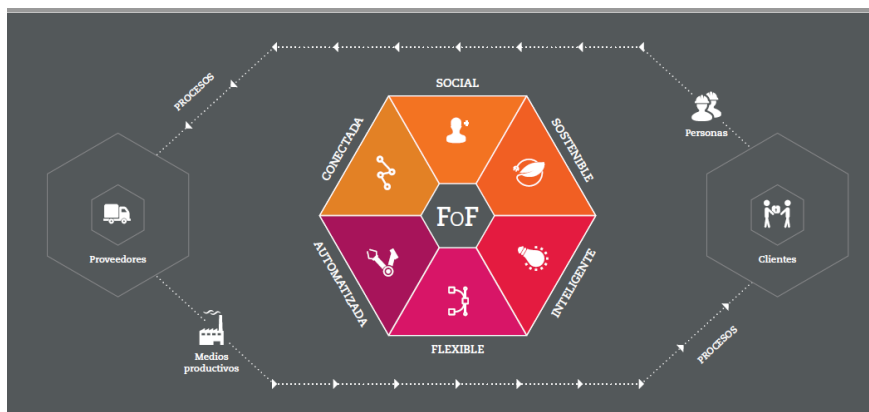 SOCIAL
PROCESOS
CONECTADA
SOSTENIBLE
Personas
FOF
Proveedores
Clientes
AUTOMATIZADA
INTELIGENTE
FLEXIBLE
Medios
productivos
PROCESOS